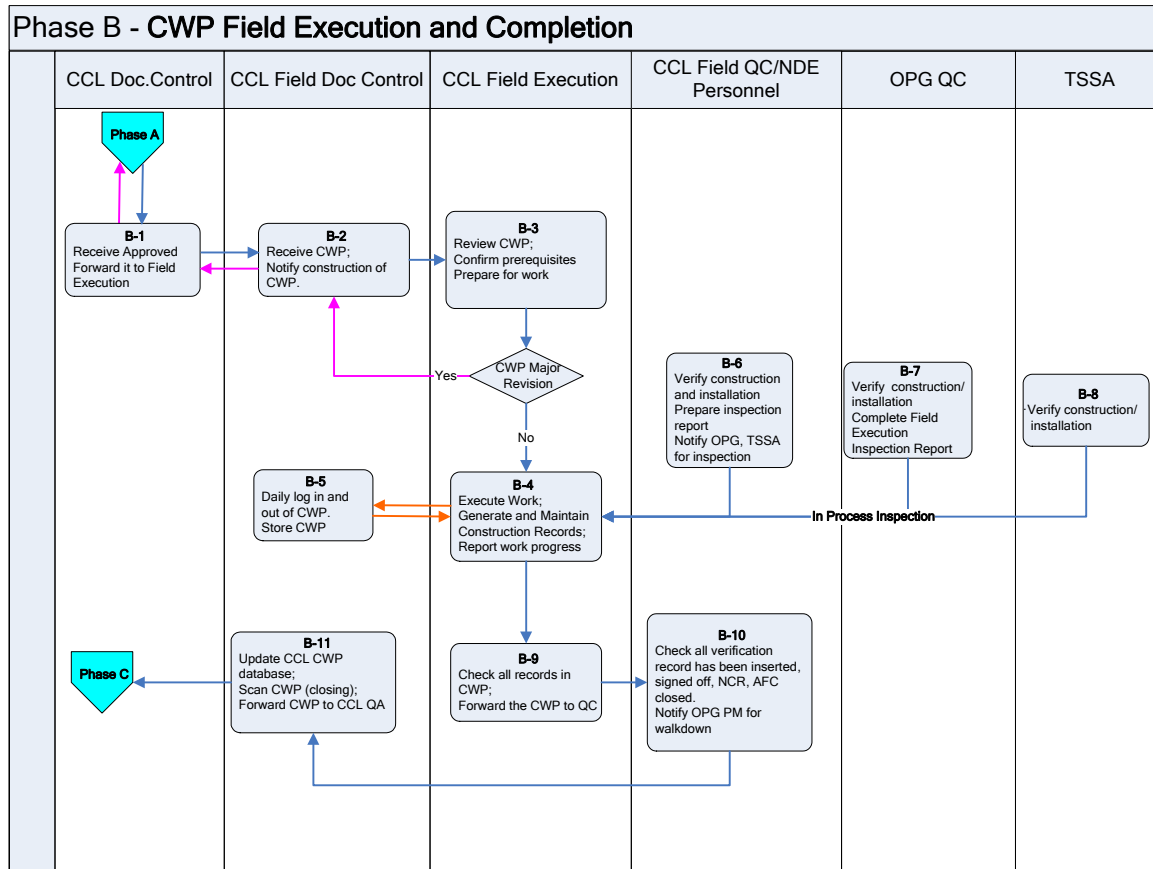 Phase B - CWP Field Execution and Completion
CCL Doc.Control
CCL Field Doc Control
CCL Field Execution
CCL Field QC/NDE
Personnel
OPG QC
TSSA
Phase A
B-1
Receive Approved
Forward it to Field
Execution
B-2
Receive CWP;
Notify construction of
CWP.
B-3
Review CWP;
Confirm prerequisites
Prepare for work
CWP Major
Revision
Yes
No
B-6
Verify construction
and installation
Prepare inspection
report
Notify OPG, TSSA
for inspection
B-7
Verify construction/
installation
Complete Field
Execution
Inspection Report
B-8
Verify construction/
installation
B-5
Daily log in and
out of CWP.
Store CWP
B-4
Execute Work;
Generate and Maintain
Construction Records;
Report work progress
In Process Inspection
Phase C
B-11
Update CCL CWP
database;
Scan CWP (closing);
Forward CWP to CCL QA
B-9
Check all records in
CWP;
Forward the CWP to QC
B-10
Check all verification
record has been inserted,
signed off, NCR, AFC
closed.
Notify OPG PM for
walkdown